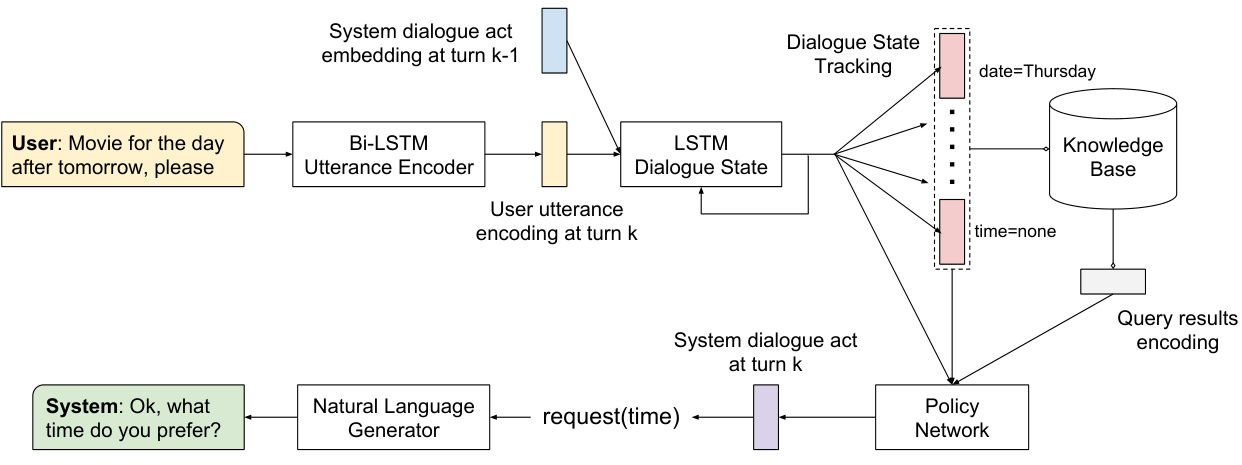 System dialogue act
embedding at turn k-1
Dialogue State
Tracking
date=Thursday
User: Movie for the day
after tomorrow, please
Bi-LSTM
Utterance Encoder
LSTM
Dialogue State
Knowledge
Base
User utterance
encoding at turn k
time=none
Query results
encoding
System dialogue act
at turn k
System: Ok, what
time do you prefer?
Natural Language
Generator
request(time)
Policy
Network